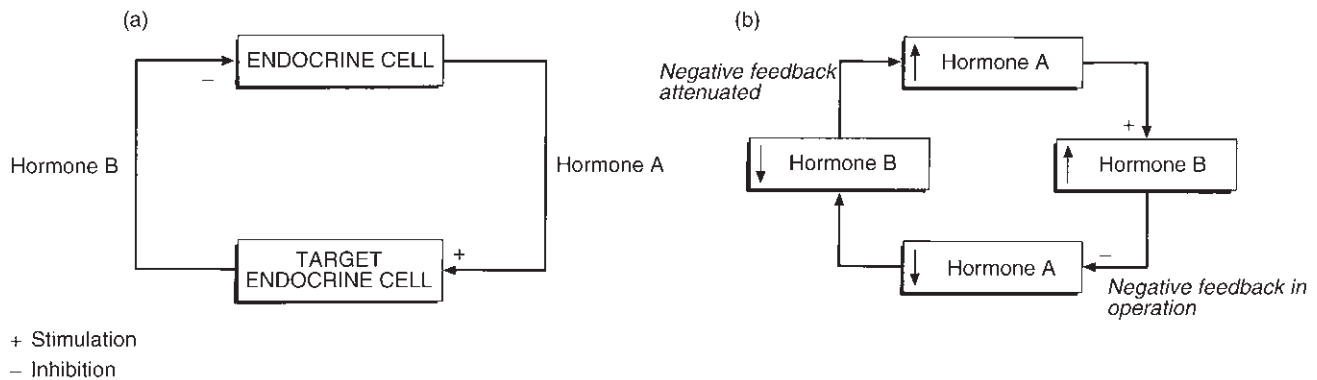 (a)
ENDOCRINE CELL
−
Hormone B
Hormone A
TARGET
ENDOCRINE CELL
+
+ Stimulation
− Inhibition
(b)
Hormone A
Negative feedback
attenuated
+
Hormone B
Hormone B
Hormone A
−
Negative feedback in
operation